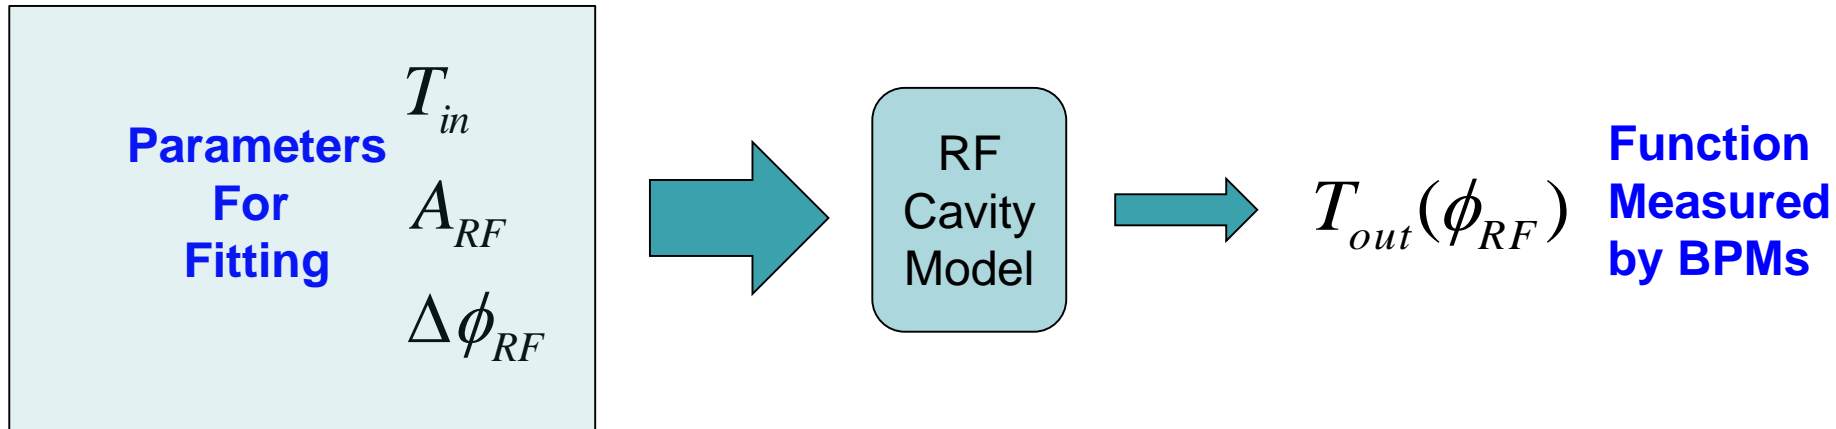 Parameters
For
Fitting
T_in
A_RF
Δϕ_RF
RF
Cavity
Model
T_out(ϕ_RF)
Function
Measured
by BPMs